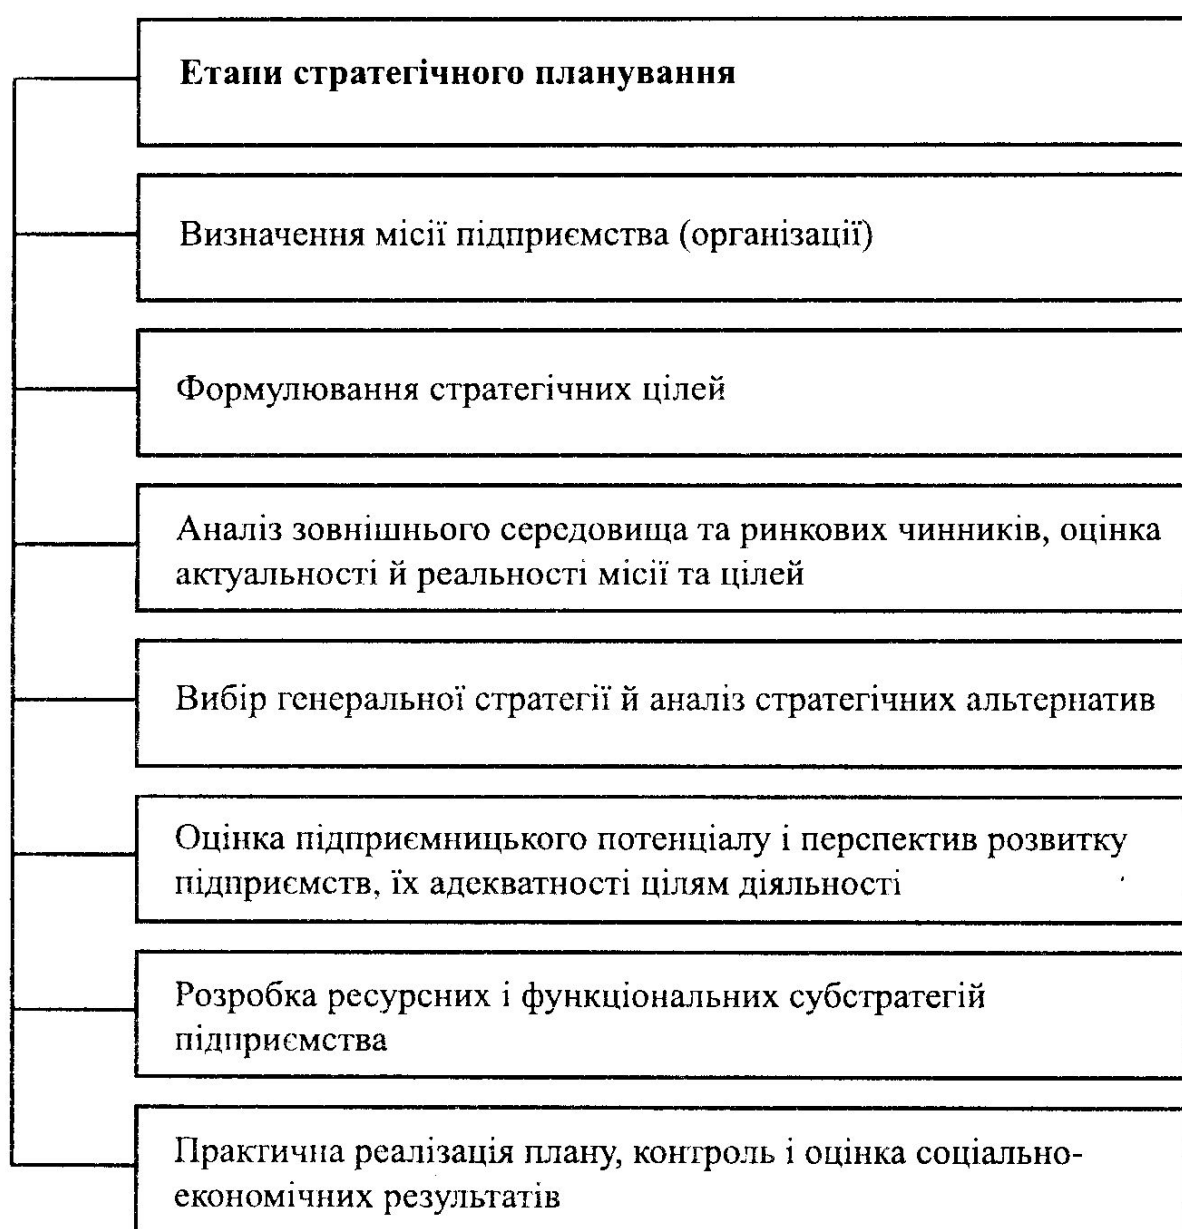 Етапи стратегічного планування
Визначення місії підприємства (організації)
Формулювання стратегічних цілей
Аналіз зовнішнього середовища та ринкових чинників, оцінка
актуальності й реальності місії та цілей
Вибір генеральної стратегії й аналіз стратегічних альтернатив
Оцінка підприємницького потенціалу і перспектив розвитку
підприємств, їх адекватності цілям діяльності
Розробка ресурсних і функціональних субстратегій
підприємства
Практична реалізація плану, контроль і оцінка соціально-
економічних результатів